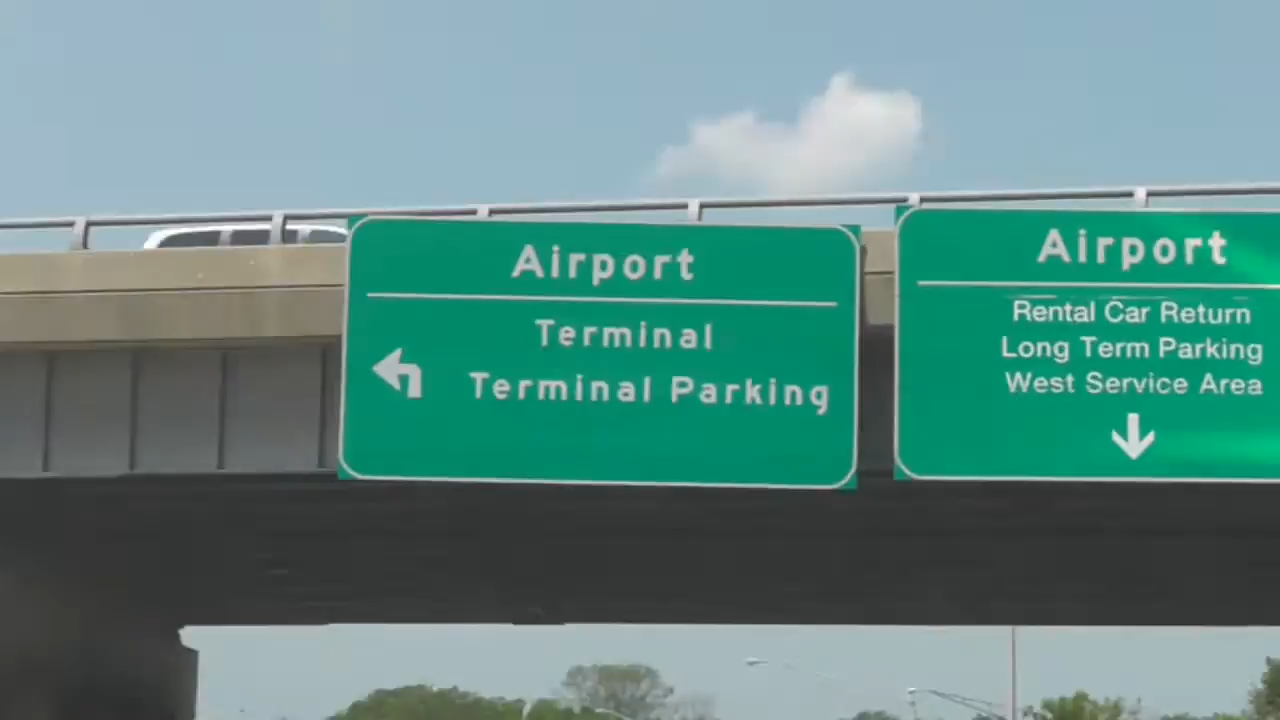 Airport
Terminal
Terminal Parking
Airport
Rental Car Return
Long Term Parking
West Service Area